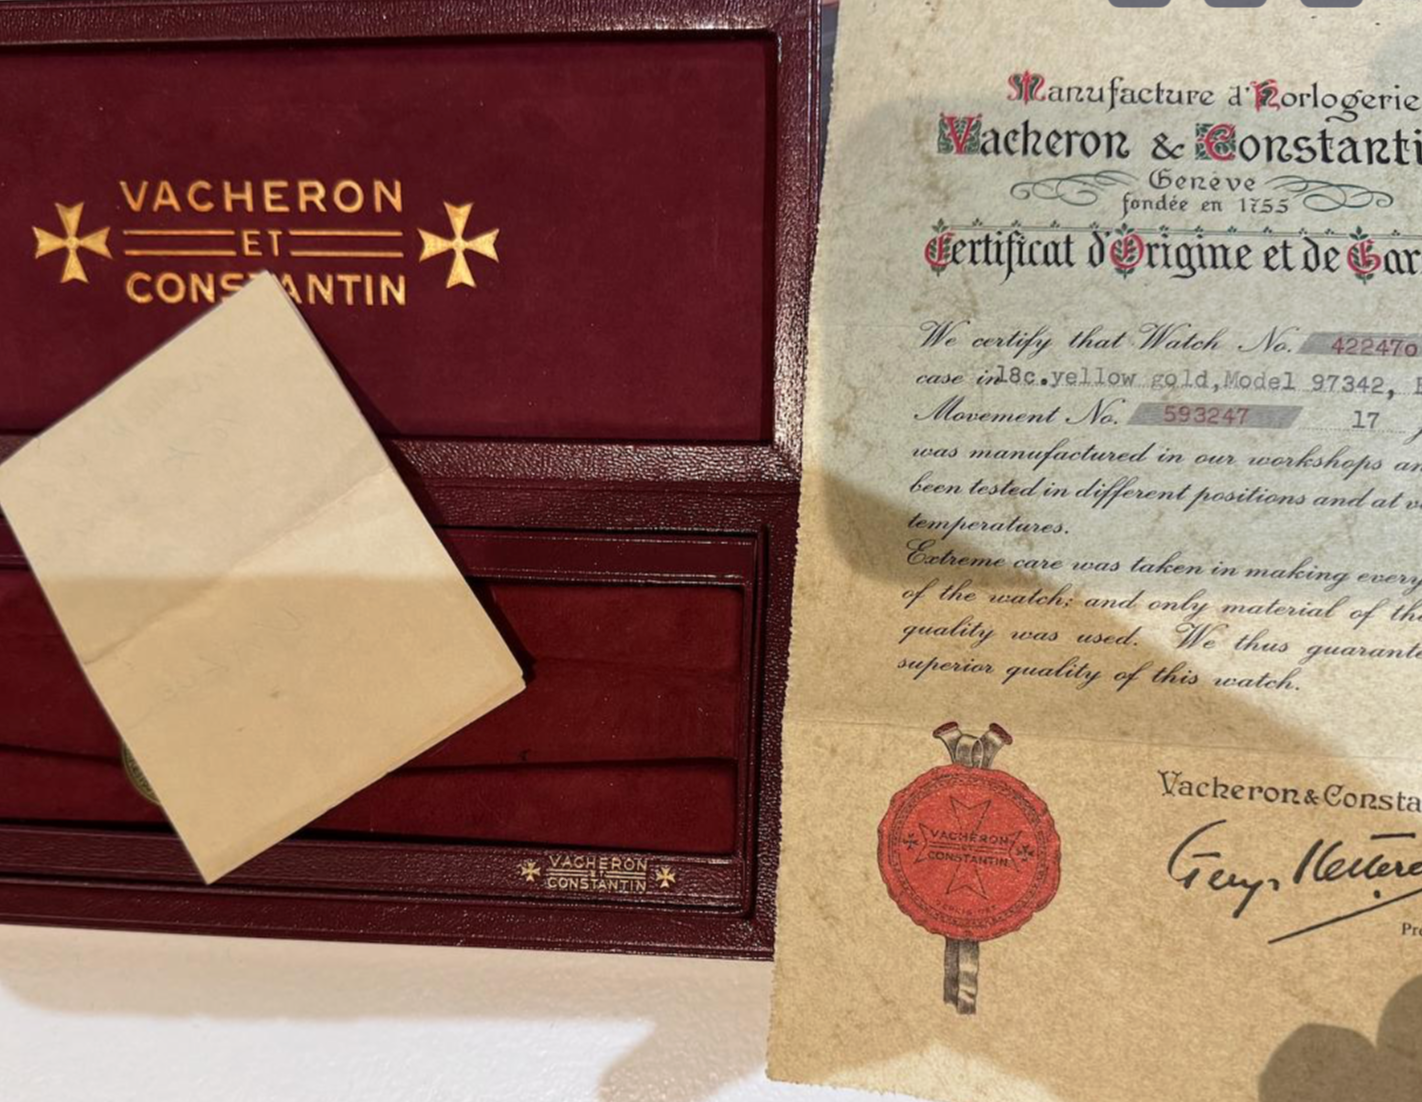 VACHERON
ET
CONSTANTIN
VACHERON
ET
CONSTANTIN
Manufacture d'Horlogerie
Vacheron & Constanti
Genève
fondée en 1755
Certificat d'Origine et de Gar
We certify that Watch No. 422470
case in 18c.yellow gold,Model 97342,
Movement No. 593247 17
was manufactured in our workshops an
been tested in different positions and at v
temperatures.
Extreme care was taken in making every
of the watch; and only material of the
quality was used. We thus guarante
superior quality of this watch.
VACHERON
CONSTANTIN
Vacheron&Consta
Pre